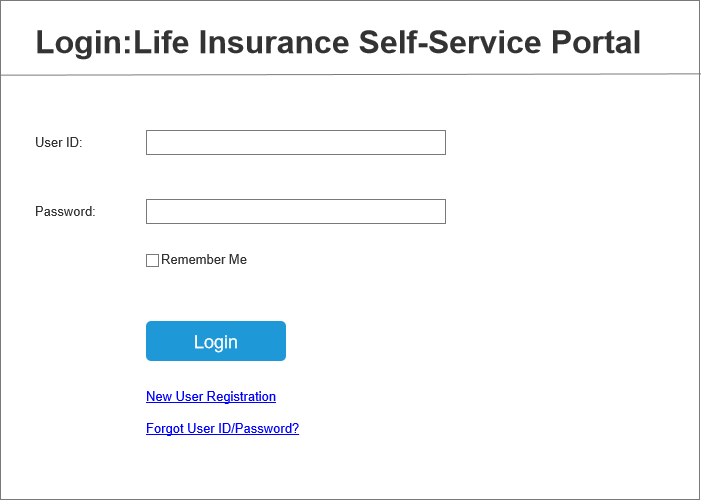 Login:Life Insurance Self-Service Portal
User ID:
Password:
Remember Me
Login
New User Registration
Forgot User ID/Password?